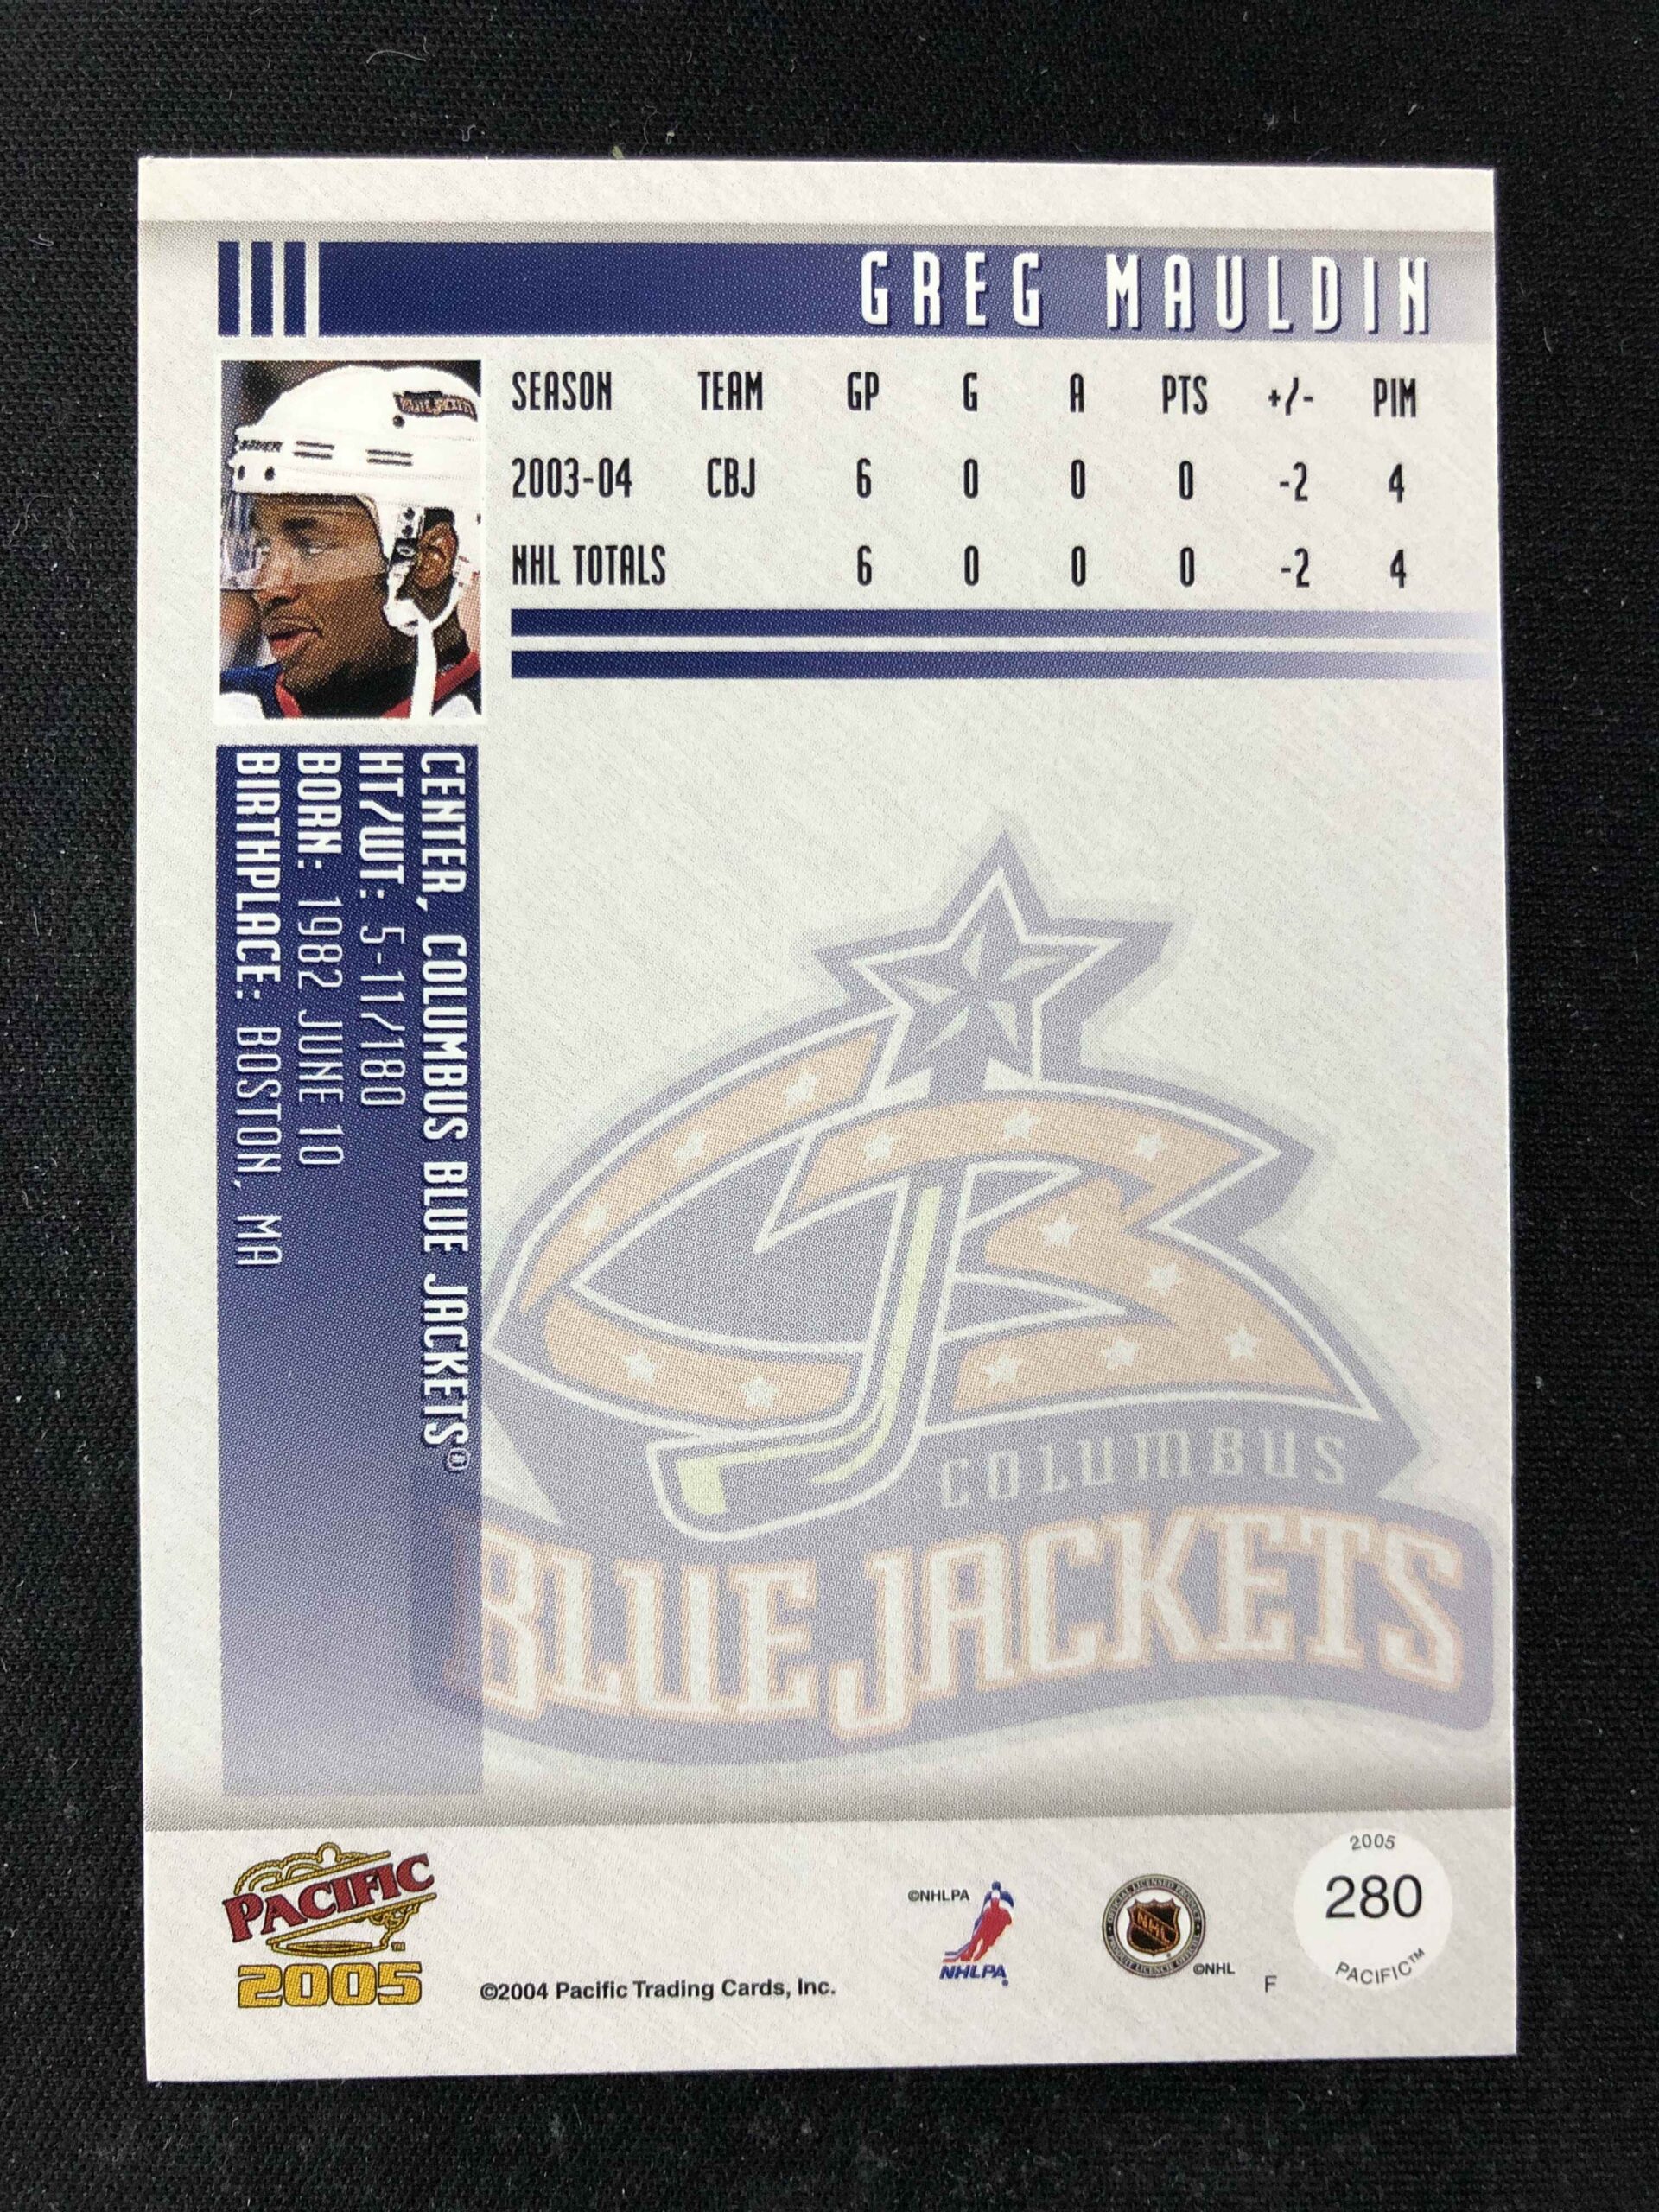 GREG MAULDIN
SEASON TEAM GP G A PTS +/- PIM
2003-04 CBJ 6 0 0 0 -2 4
NHL TOTALS 6 0 0 0 -2 4
CENTER, COLUMBUS BLUE JACKETS®
HT/WT: 5-11/180
BORN: 1982 JUNE 10
BIRTHPLACE: BOSTON, MA
COLUMBUS
BLUE JACKETS
PACIFIC™
2005
©2004 Pacific Trading Cards, Inc.
©NHLPA
NHLPA®
NHL
©NHL
F
2005
280
PACIFIC™